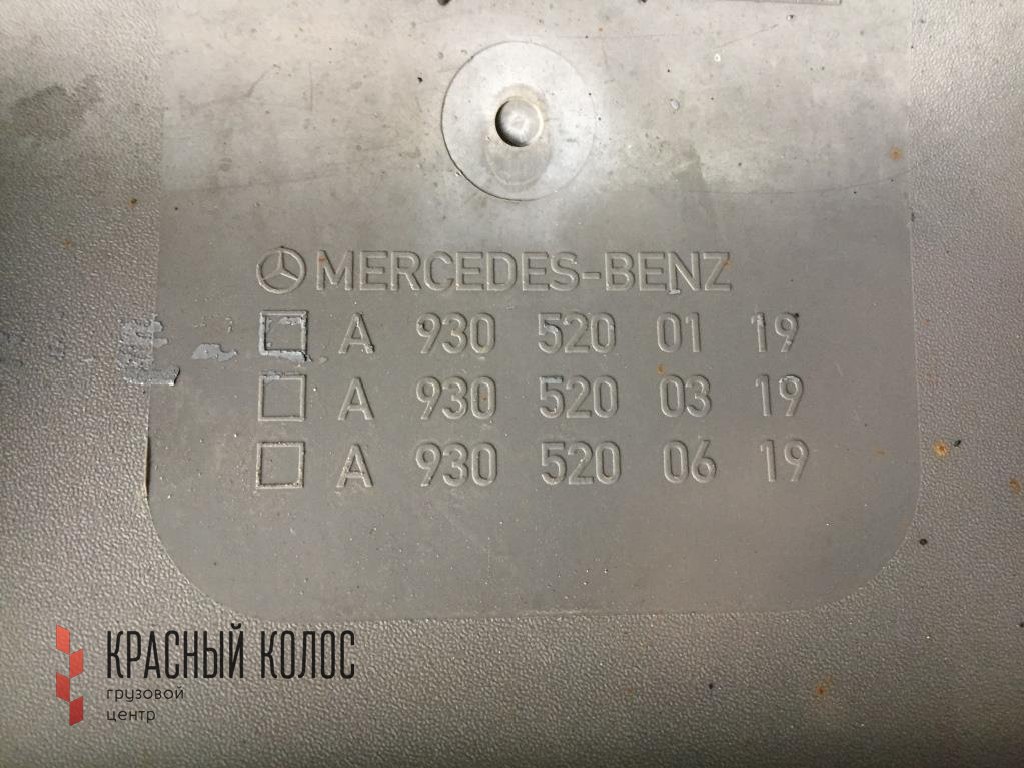 MERCEDES-BENZ
A 930 520 01 19
A 930 520 03 19
A 930 520 06 19
КРАСНЫЙ КОЛОС
грузовой
центр